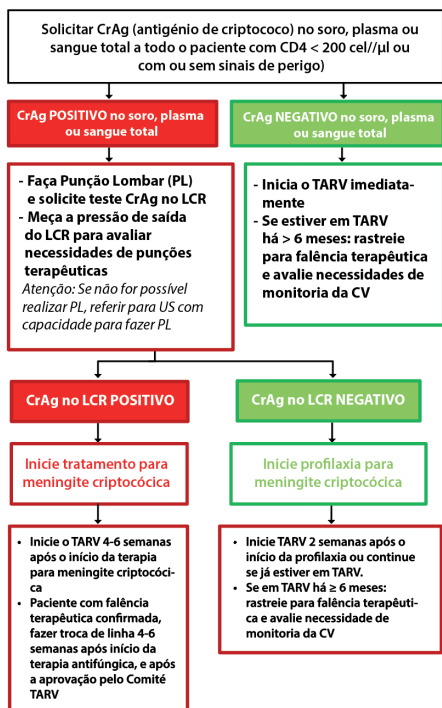 Solicitar CrAg (antigénio de criptococo) no soro, plasma ou
sangue total a todo o paciente com CD4 < 200 cel//µl ou
com ou sem sinais de perigo)
CrAg POSITIVO no soro, plasma
ou sangue total
CrAg NEGATIVO no soro, plasma
ou sangue total
- Faça Punção Lombar (PL)
e solicite teste CrAg no LCR
- Meça a pressão de saída
do LCR para avaliar
necessidades de punções
terapêuticas
Atenção: Se não for possível
realizar PL, referir para US com
capacidade para fazer PL
- Inicia o TARV imediata-
mente
- Se estiver em TARV
há > 6 meses: rastreie
para falência terapêutica
e avalie necessidades de
monitoria da CV
CrAg no LCR POSITIVO
CrAg no LCR NEGATIVO
Inicie tratamento para
meningite criptocócica
Inicie profilaxia para
meningite criptocócica
• Inicie o TARV 4-6 semanas
após o início da terapia
para meningite criptocóci-
ca
• Paciente com falência
terapêutica confirmada,
fazer troca de linha 4-6
semanas após início da
terapia antifúngica, e após
a aprovação pelo Comité
TARV
• Inicie TARV 2 semanas após o
início da profilaxia ou continue
se já estiver em TARV.
• Se em TARV há ≥ 6 meses:
rastreie para falência terapêuti-
ca e avalie necessidade de
monitoria da CV